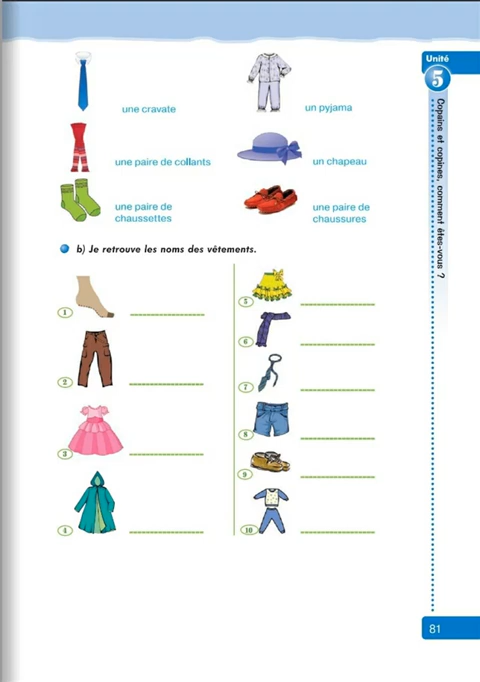 Unité
5
Copains et copines, comment êtes-vous ?
une cravate
un pyjama
une paire de collants
un chapeau
une paire de
chaussettes
une paire de
chaussures
b) Je retrouve les noms des vêtements.
1
2
3
4
5
6
7
8
9
10
81